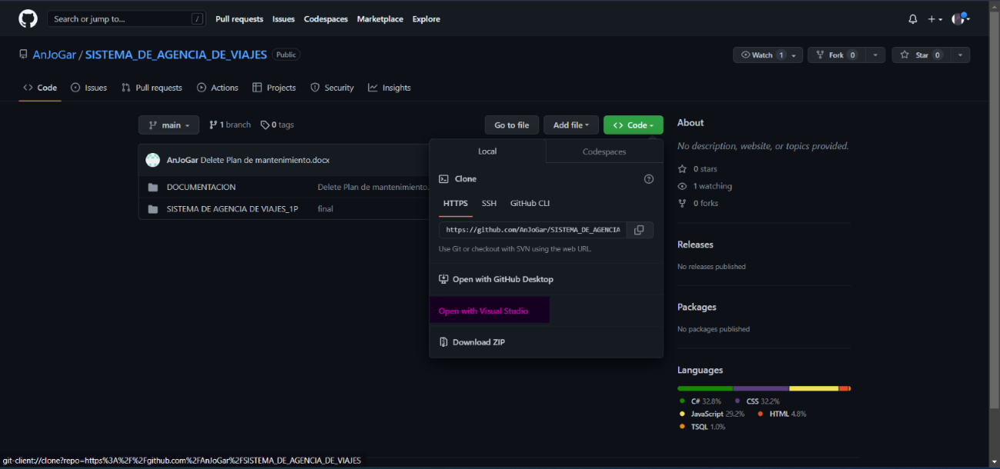 Search or jump to... /
Pull requests Issues Codespaces Marketplace Explore
AnJoGar / SISTEMA_DE_AGENCIA_DE_VIAJES Public
Watch 1 Fork 0 Star 0
Code Issues Pull requests Actions Projects Security Insights
main 1 branch 0 tags Go to file Add file Code
AnJoGar Delete Plan de mantenimiento.docx
DOCUMENTACION Delete Plan de mantenimiento.
SISTEMA DE AGENCIA DE VIAJES_1P final
Local Codespaces
Clone
HTTPS SSH GitHub CLI
https://github.com/AnJoGar/SISTEMA_DE_AGENCIA
Use Git or checkout with SVN using the web URL.
Open with GitHub Desktop
Open with Visual Studio
Download ZIP
About
No description, website, or topics provided.
0 stars
1 watching
0 forks
Releases
No releases published
Packages
No packages published
Languages
C# 32.8% CSS 32.2%
JavaScript 29.2% HTML 4.8%
TSQL 1.0%
git-client://clone?repo=https%3A%2F%2Fgithub.com%2FAnJoGar%2FSISTEMA_DE_AGENCIA_DE_VIAJES